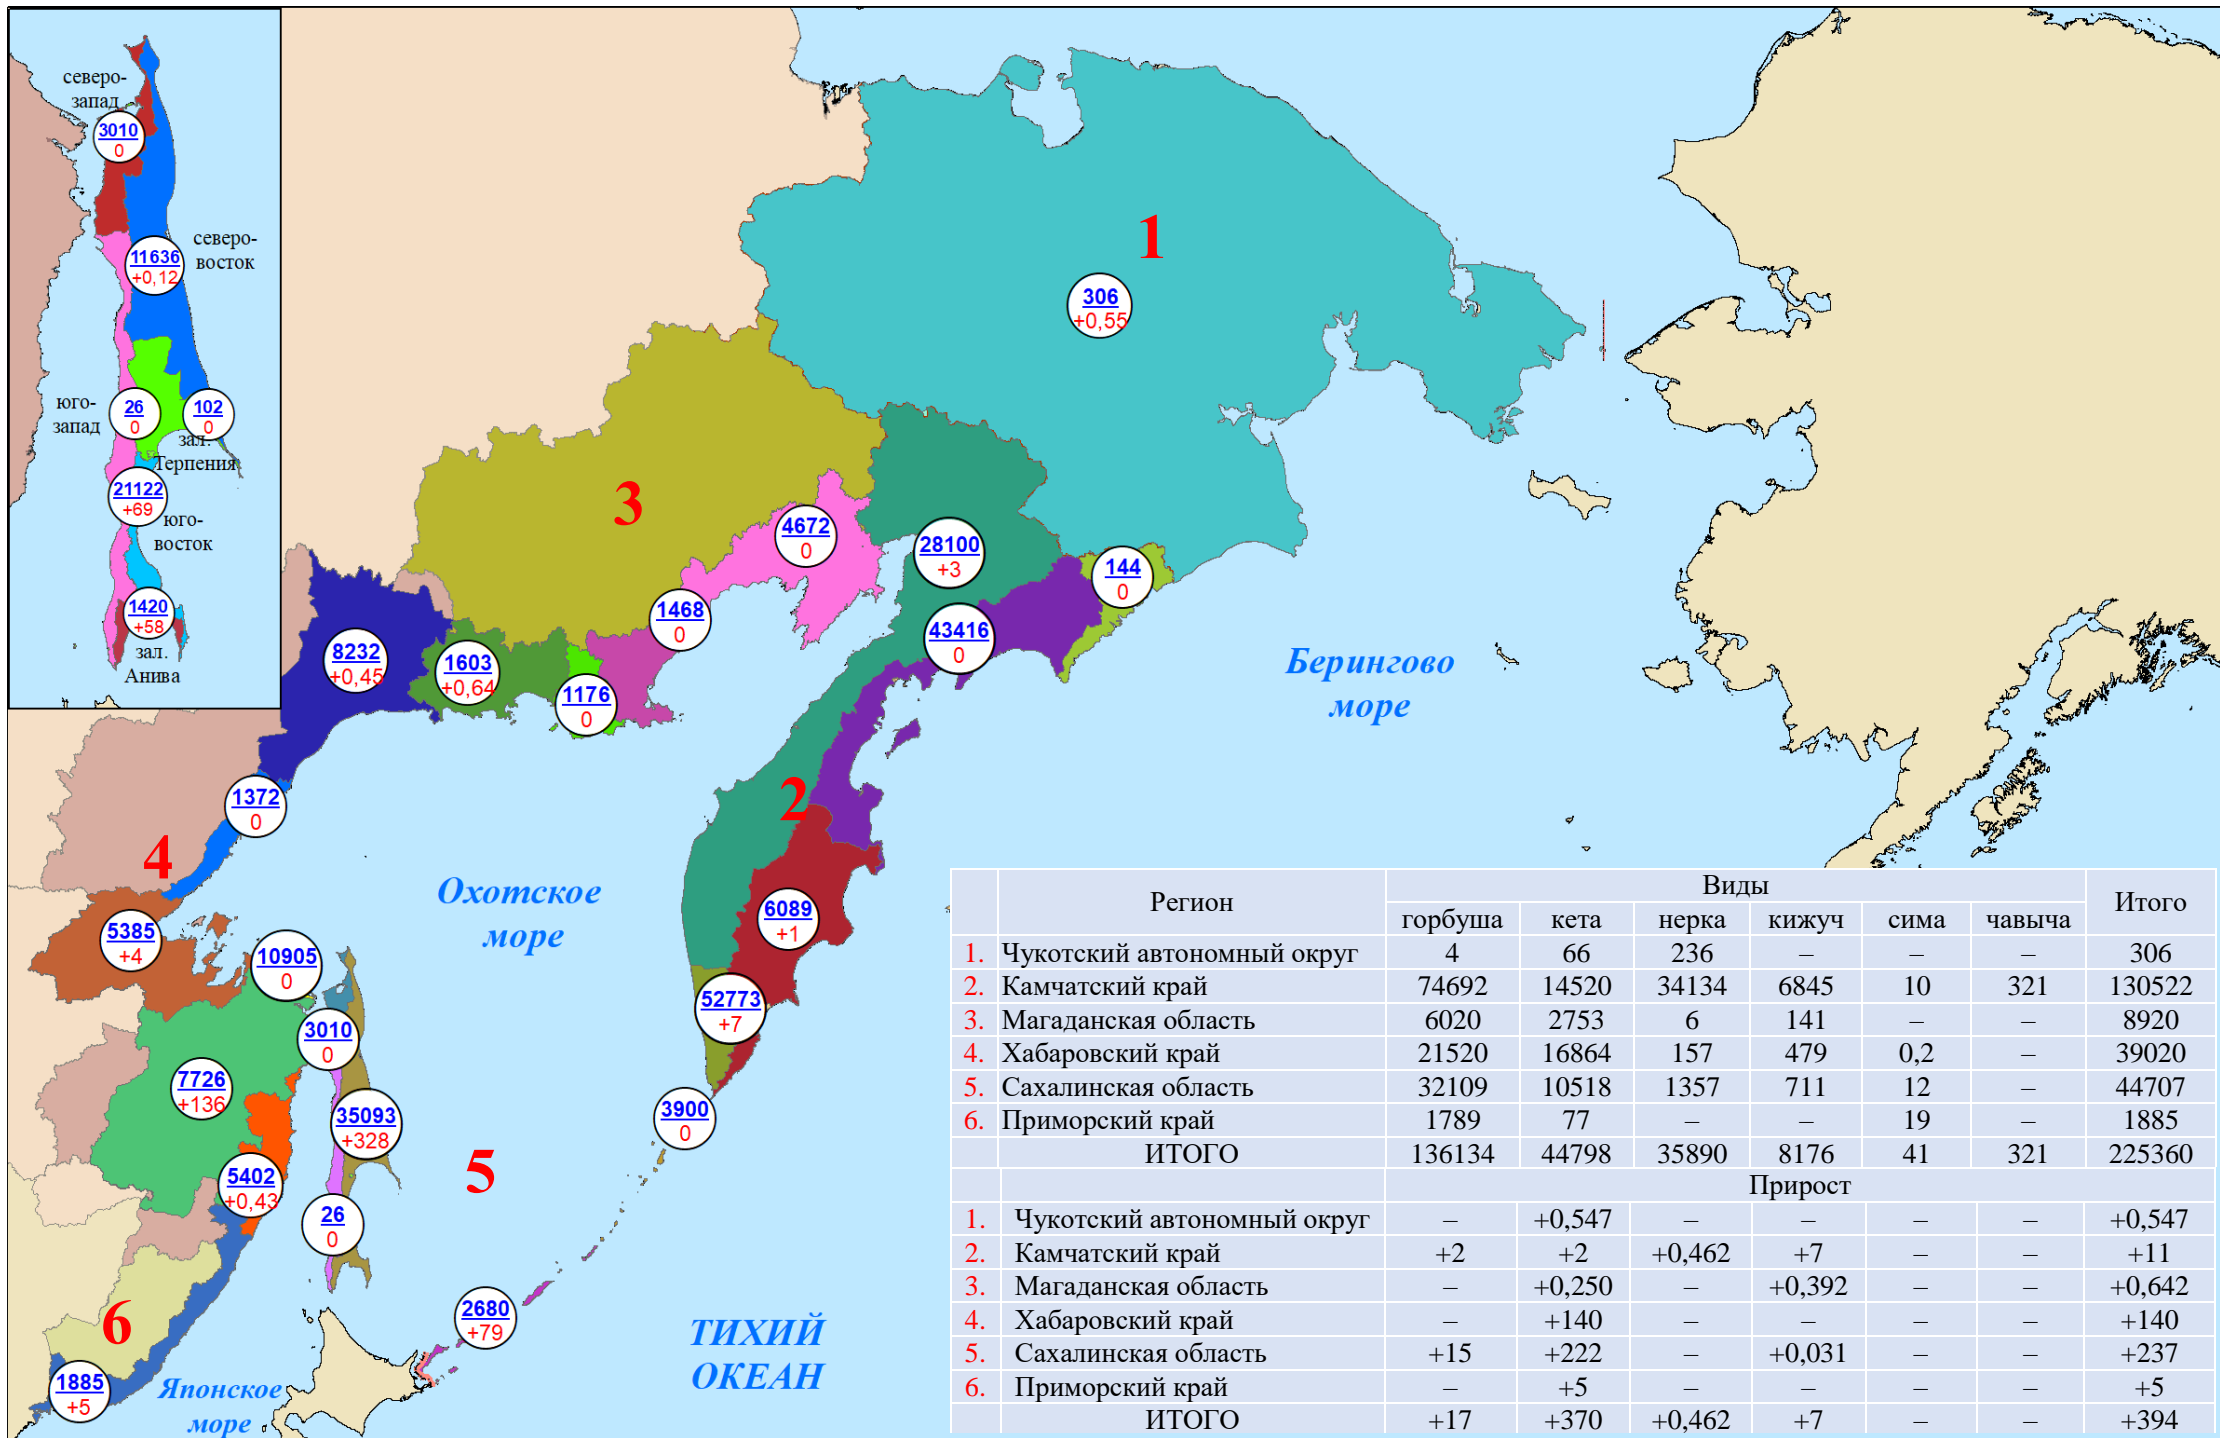 северо-
запад
3010
0
северо-
восток
11636
+0,12
юго-
запад
26
0
102
0
зал.
Терпения
21122
+69
юго-
восток
1420
+58
зал.
Анива
1
306
+0,55
3
4672
0
28100
+3
144
0
1468
0
43416
0
8232
+0,45
1603
+0,64
1176
0
Берингово
море
1372
0
2
4
Охотское
море
6089
+1
5385
+4
10905
0
52773
+7
3010
0
7726
+136
35093
+328
3900
0
5
5402
+0,43
26
0
6
2680
+79
ТИХИЙ
ОКЕАН
1885
+5
Японское
море
Регион Виды Итого
горбуша кета нерка кижуч сима чавыча
1. Чукотский автономный округ 4 66 236 – – – 306
2. Камчатский край 74692 14520 34134 6845 10 321 130522
3. Магаданская область 6020 2753 6 141 – – 8920
4. Хабаровский край 21520 16864 157 479 0,2 – 39020
5. Сахалинская область 32109 10518 1357 711 12 – 44707
6. Приморский край 1789 77 – – 19 – 1885
ИТОГО 136134 44798 35890 8176 41 321 225360
Прирост
1. Чукотский автономный округ – +0,547 – – – – +0,547
2. Камчатский край +2 +2 +0,462 +7 – – +11
3. Магаданская область – +0,250 – +0,392 – – +0,642
4. Хабаровский край – +140 – – – – +140
5. Сахалинская область +15 +222 – +0,031 – – +237
6. Приморский край – +5 – – – – +5
ИТОГО +17 +370 +0,462 +7 – – +394